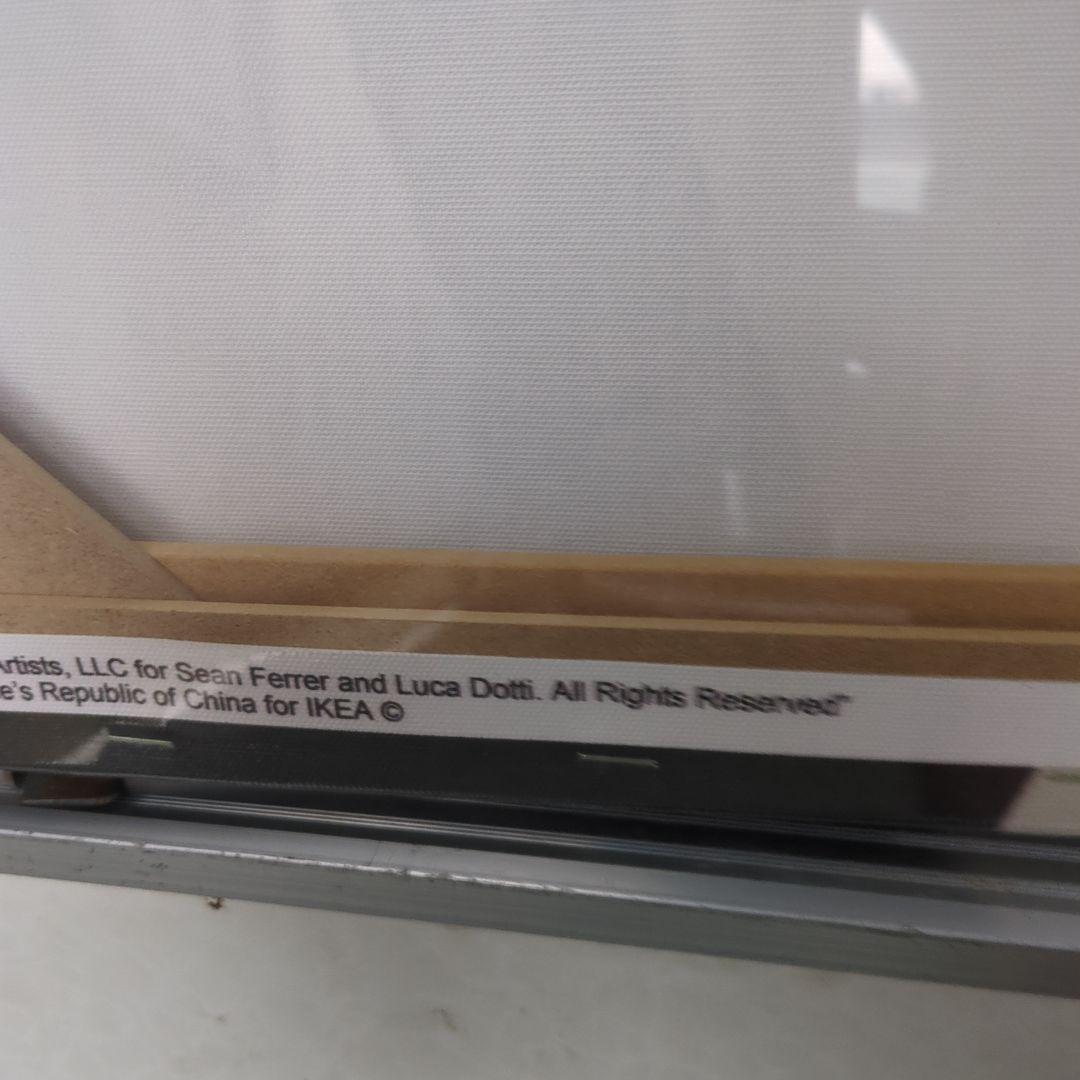 Artists, LLC for Sean Ferrer and Luca Dotti. All Rights Reserved"
e's Republic of China for IKEA ©